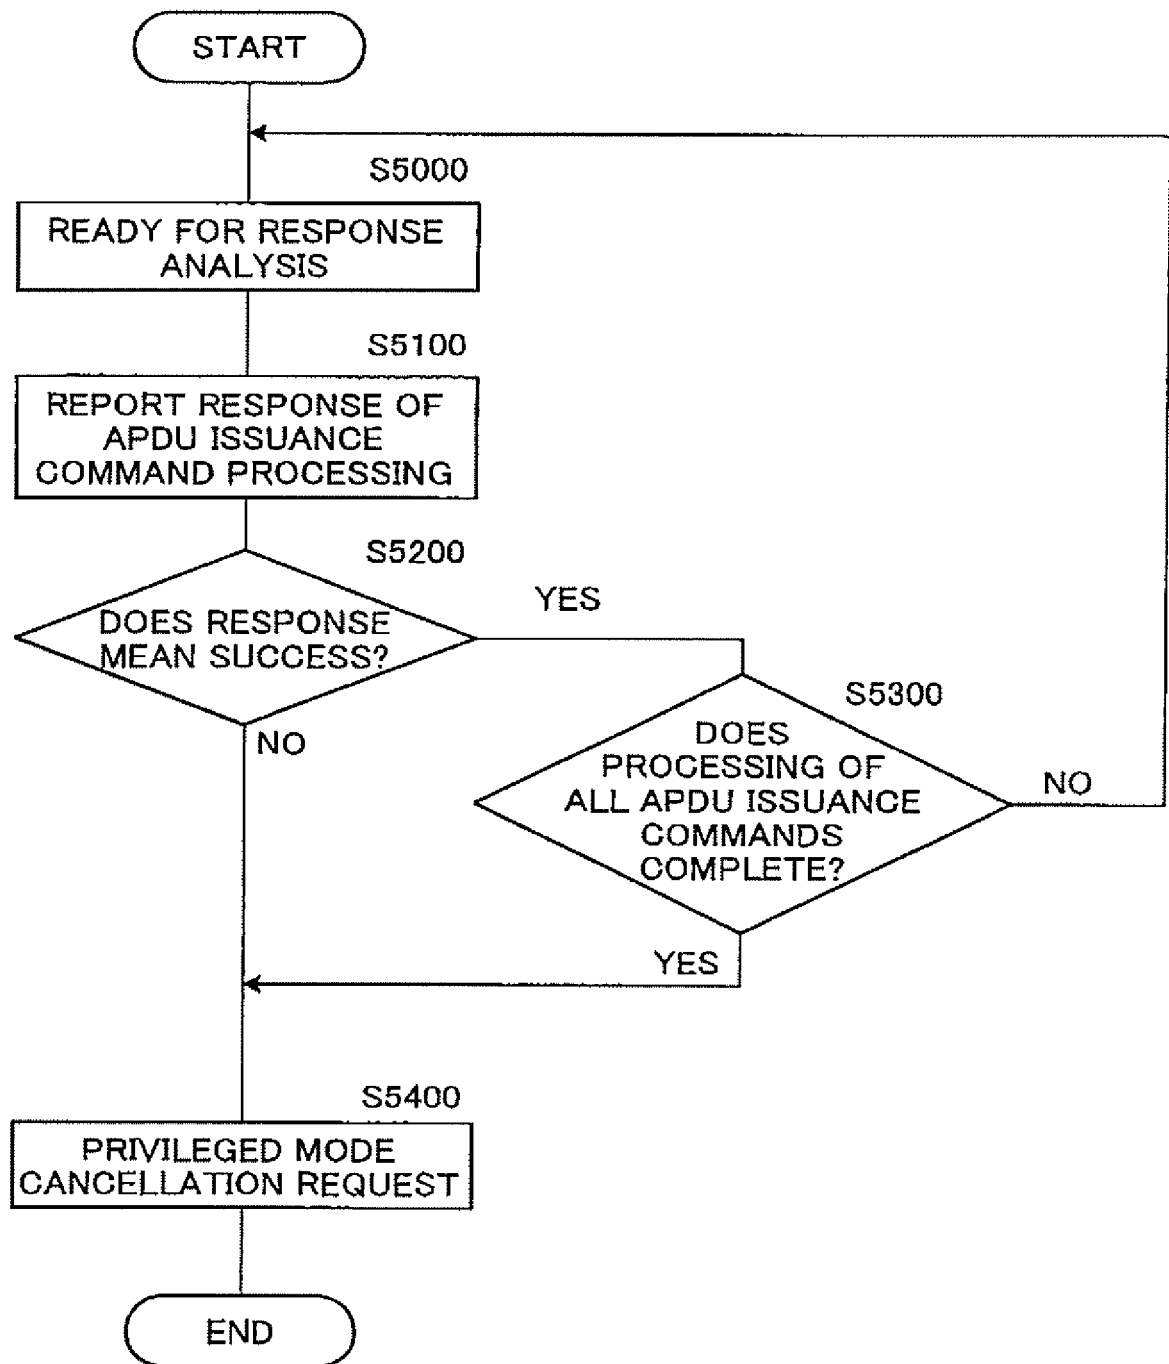 START
S5000
READY FOR RESPONSE
ANALYSIS
S5100
REPORT RESPONSE OF
APDU ISSUANCE
COMMAND PROCESSING
S5200
DOES RESPONSE
MEAN SUCCESS?
YES
NO
S5300
DOES
PROCESSING OF
ALL APDU ISSUANCE
COMMANDS
COMPLETE?
NO
YES
S5400
PRIVILEGED MODE
CANCELLATION REQUEST
END